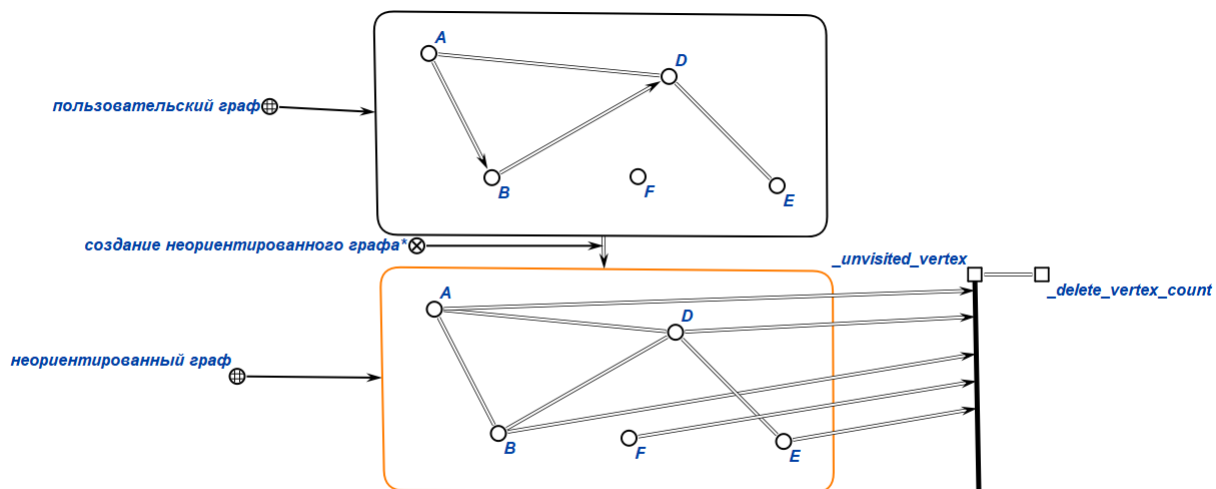 A
D
пользовательский граф
B
F
E
создание неориентированного графа*
_unvisited_vertex
_delete_vertex_count
A
D
неориентированный граф
B
F
E